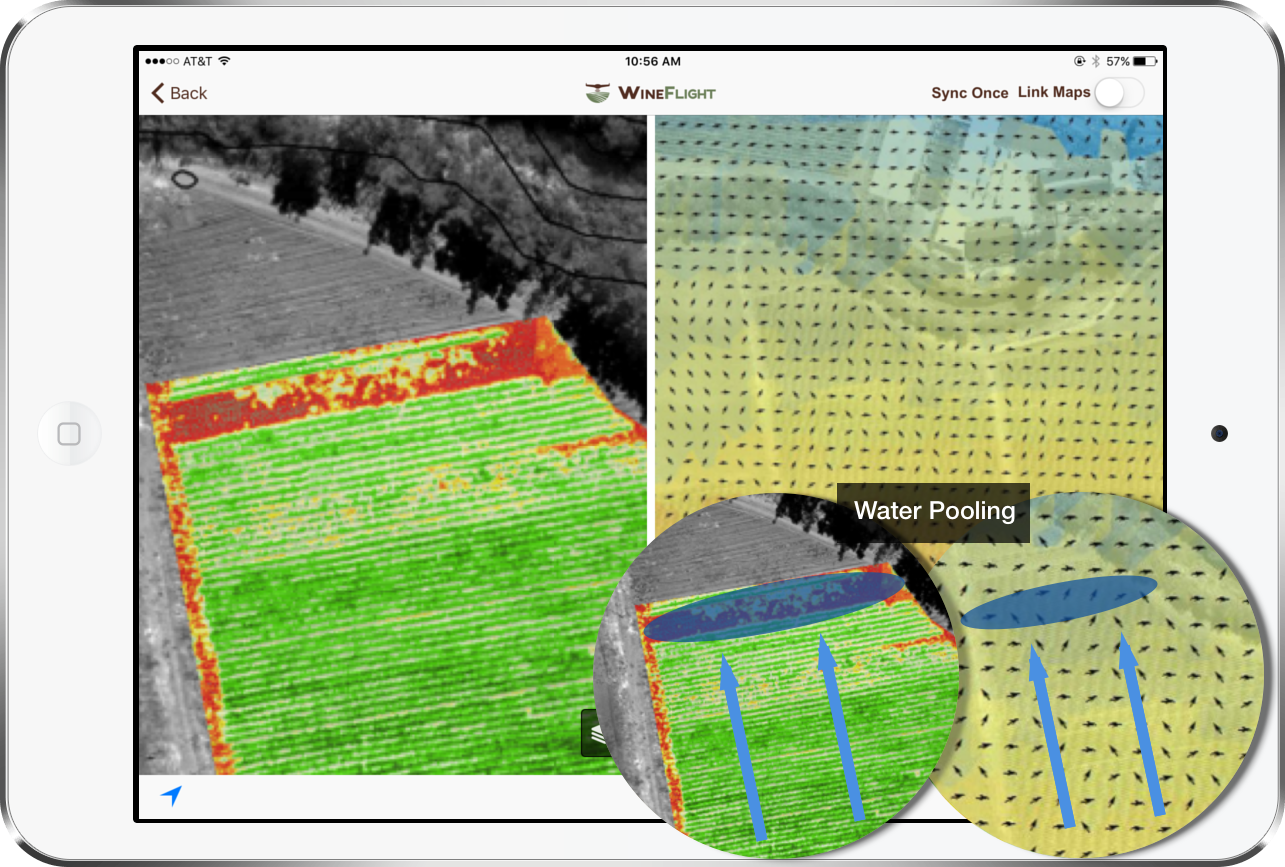 AT&T
10:56 AM
57%
Back
WINEFLIGHT
Sync Once
Link Maps
Water Pooling